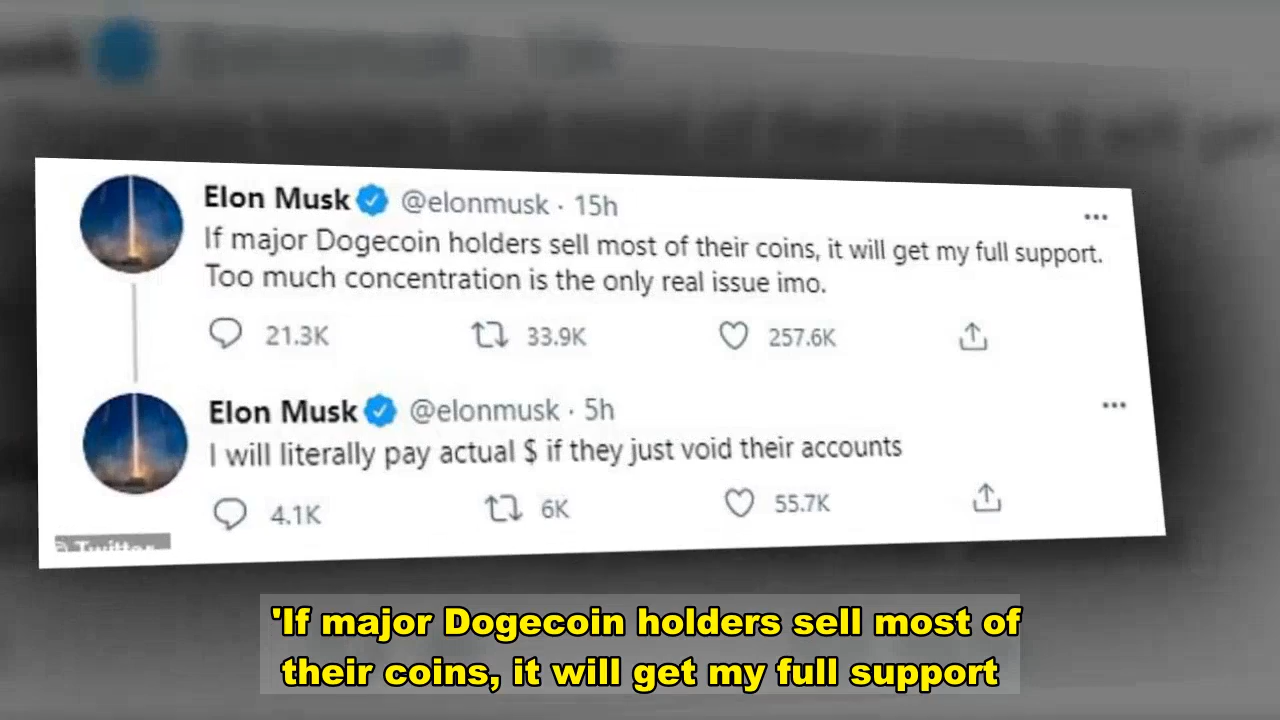 Elon Musk @elonmusk · 15h
If major Dogecoin holders sell most of their coins, it will get my full support.
Too much concentration is the only real issue imo.
21.3K 33.9K 257.6K
Elon Musk @elonmusk · 5h
I will literally pay actual $ if they just void their accounts
4.1K 6K 55.7K
'If major Dogecoin holders sell most of
their coins, it will get my full support